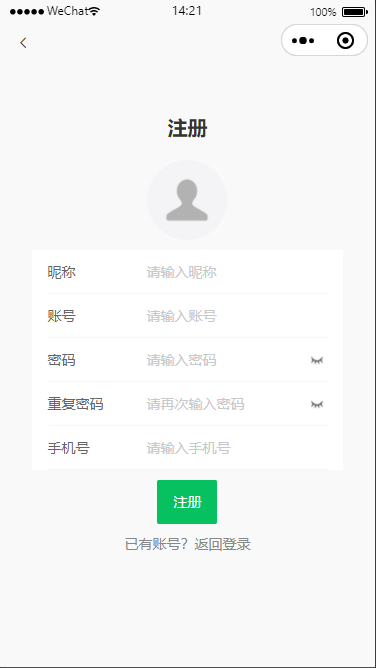 WeChat 14:21 100%
注册
昵称 请输入昵称
账号 请输入账号
密码 请输入密码
重复密码 请再次输入密码
手机号 请输入手机号
注册
已有账号？返回登录